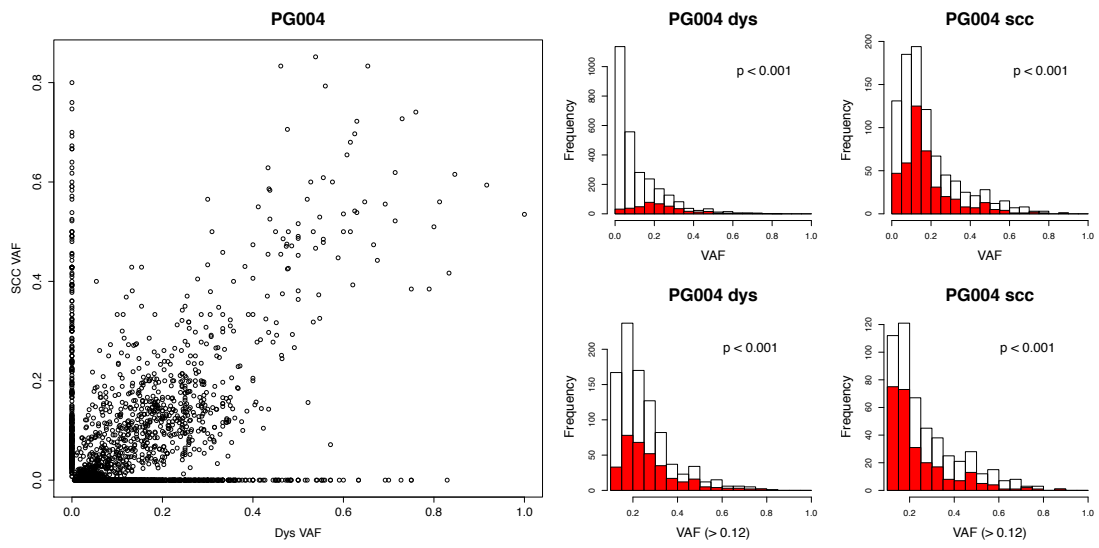 PG004
SCC VAF
0.0 0.2 0.4 0.6 0.8
0.0 0.2 0.4 0.6 0.8 1.0
Dys VAF
PG004 dys
p < 0.001
Frequency
0 200 400 600 800 1000
0.0 0.2 0.4 0.6 0.8 1.0
VAF
PG004 scc
p < 0.001
Frequency
0 50 100 150 200
0.0 0.2 0.4 0.6 0.8 1.0
VAF
PG004 dys
p < 0.001
Frequency
0 50 100 150 200
0.2 0.4 0.6 0.8 1.0
VAF (> 0.12)
PG004 scc
p < 0.001
Frequency
0 20 40 60 80 100 120
0.2 0.4 0.6 0.8 1.0
VAF (> 0.12)